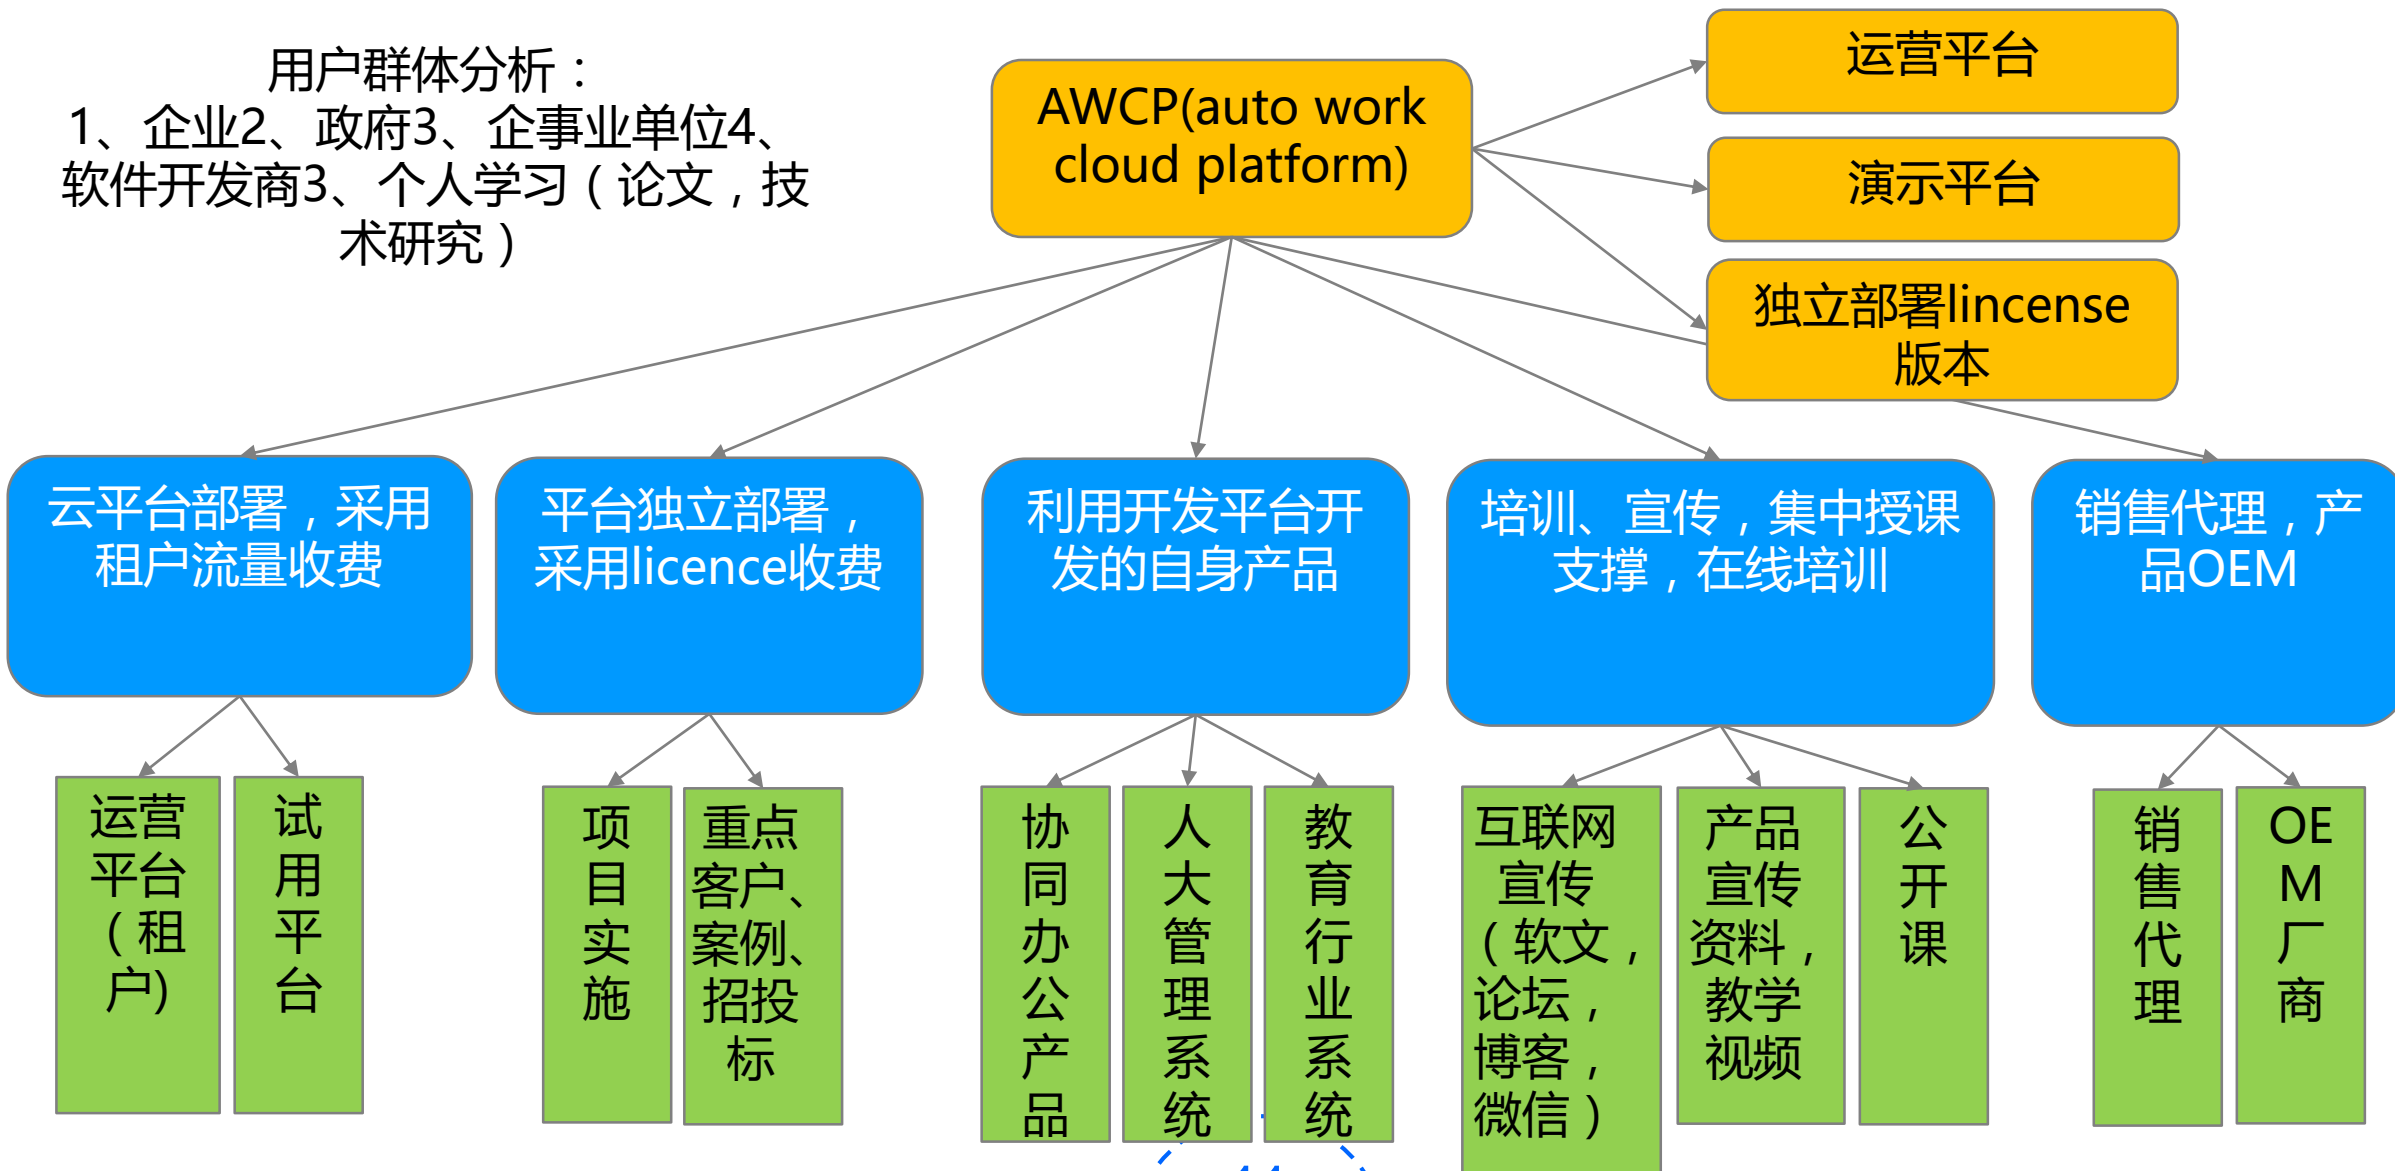 用户群体分析：
1、企业2、政府3、企事业单位4、
软件开发商3、个人学习（论文，技
术研究）
AWCP(auto work
cloud platform)
运营平台
演示平台
独立部署lincense
版本
云平台部署，采用
租户流量收费
平台独立部署，
采用licence收费
利用开发平台开
发的自身产品
培训、宣传，集中授课
支撑，在线培训
销售代理，产
品OEM
运营
平台
（租
户)
试
用
平
台
项
目
实
施
重点
客户、
案例、
招投
标
协
同
办
公
产
品
人
大
管
理
系
统
教
育
行
业
系
统
互联网
宣传
（软文，
论坛，
博客，
微信）
产品
宣传
资料，
教学
视频
公
开
课
销
售
代
理
OE
M
厂
商